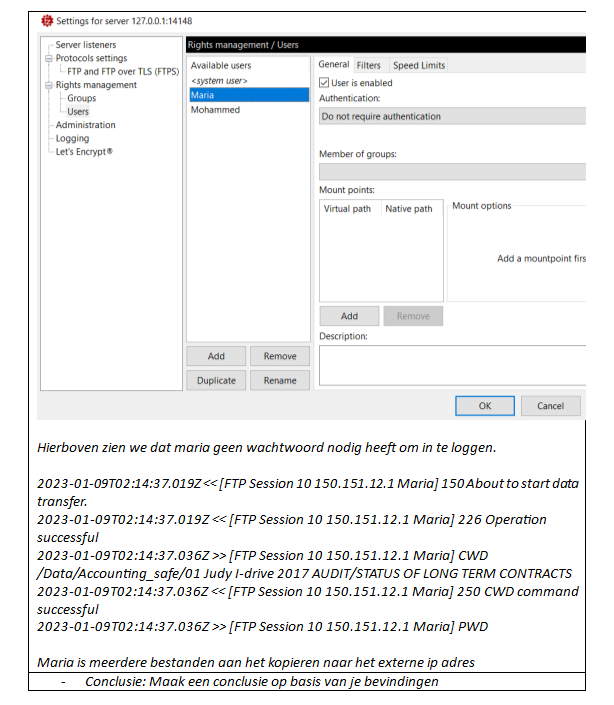 Settings for server 127.0.0.1:14148
Server listeners
Protocols settings
FTP and FTP over TLS (FTPS)
Rights management
Groups
Users
Administration
Logging
Let's Encrypt®
Rights management / Users
Available users
<system user>
Maria
Mohammed
Add Remove
Duplicate Rename
General Filters Speed Limits
User is enabled
Authentication:
Do not require authentication
Member of groups:
Mount points:
Virtual path Native path
Mount options
Add a mountpoint firs
Add Remove
Description:
OK Cancel
Hierboven zien we dat maria geen wachtwoord nodig heeft om in te loggen.
2023-01-09T02:14:37.019Z << [FTP Session 10 150.151.12.1 Maria] 150 About to start data
transfer.
2023-01-09T02:14:37.019Z << [FTP Session 10 150.151.12.1 Maria] 226 Operation
successful
2023-01-09T02:14:37.036Z >> [FTP Session 10 150.151.12.1 Maria] CWD
/Data/Accounting_safe/01 Judy I-drive 2017 AUDIT/STATUS OF LONG TERM CONTRACTS
2023-01-09T02:14:37.036Z << [FTP Session 10 150.151.12.1 Maria] 250 CWD command
successful
2023-01-09T02:14:37.036Z >> [FTP Session 10 150.151.12.1 Maria] PWD
Maria is meerdere bestanden aan het kopieren naar het externe ip adres
- Conclusie: Maak een conclusie op basis van je bevindingen